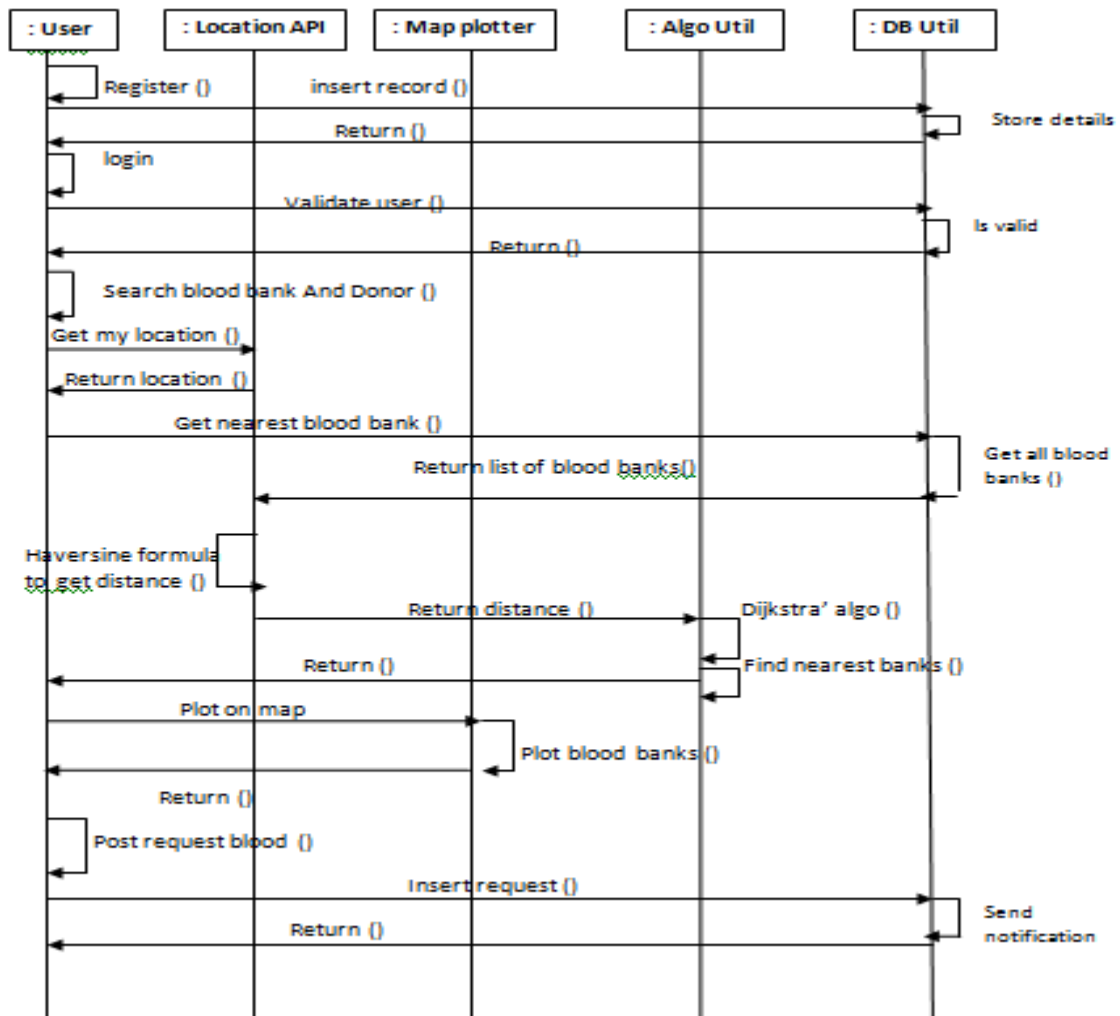 : User
: Location API
: Map plotter
: Algo Util
: DB Util
Register ()
insert record()
Store details
Return ()
login
Validate user ()
Is valid
Return ()
Search blood bank And Donor ()
Get my location ()
Return location ()
Get nearest blood bank ()
Get all blood
banks ()
Return list of blood banks()
Haversine formula
to get distance ()
Return distance ()
Dijkstra’ algo ()
Return ()
Find nearest banks ()
Plot on map
Plot blood banks ()
Return ()
Post request blood ()
Insert request ()
Send
notification
Return ()